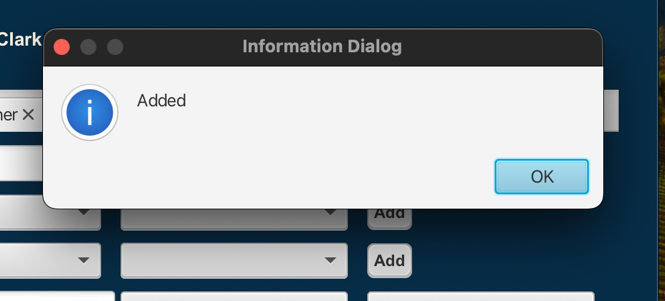 Clark
Information Dialog
ner ×
i
Added
OK
Add
Add